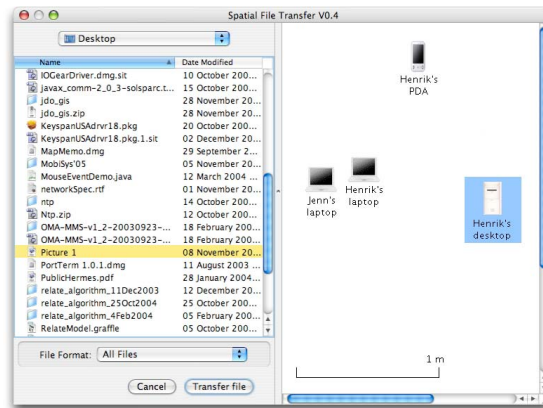 Spatial File Transfer V0.4
Desktop
Name Date Modified
IOGearDriver.dmg.sit 10 October 200...
javax_comm-2_0_3-solsparc.t... 15 October 200...
jdo_gis 28 November 20...
jdo_gis.zip 28 November 20...
KeyspanUSAdrvr18.pkg 20 October 200...
KeyspanUSAdrvr18.pkg.1.sit 02 December 20...
MapMemo.dmg 29 September 2...
MobiSys'05 05 November 20...
MouseEventDemo.java 12 March 2004 ...
networkSpec.rtf 01 November 20...
ntp 14 October 200...
Ntp.zip 12 October 200...
OMA-MMS-v1_2-20030923-... 18 February 200...
OMA-MMS-v1_2-20030923-... 18 February 200...
Picture 1 08 November 20...
PortTerm 1.0.1.dmg 11 August 2003 ...
PublicHermes.pdf 28 January 2004...
relate_algorithm_11Dec2003 12 December 20...
relate_algorithm_25Oct2004 25 October 200...
relate_algorithm_4Feb2004 05 February 200...
RelateModel.graffle 05 October 200...
File Format: All Files
Cancel Transfer file
Henrik's
PDA
Jenn's
laptop
Henrik's
laptop
Henrik's
desktop
1 m